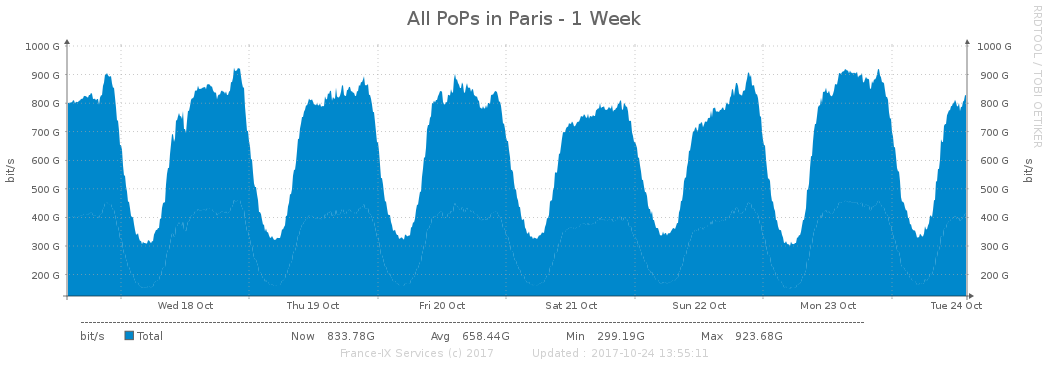 All PoPs in Paris - 1 Week
RRDTOOL / TOBI OETIKER
bit/s
1000 G 1000 G
900 G 900 G
800 G 800 G
700 G 700 G
600 G 600 G
500 G 500 G
400 G 400 G
300 G 300 G
200 G 200 G
bit/s
Wed 18 Oct Thu 19 Oct Fri 20 Oct Sat 21 Oct Sun 22 Oct Mon 23 Oct Tue 24 Oct
bit/s Total Now 833.78G Avg 658.44G Min 299.19G Max 923.68G
France-IX Services (c) 2017 Updated : 2017-10-24 13:55:11